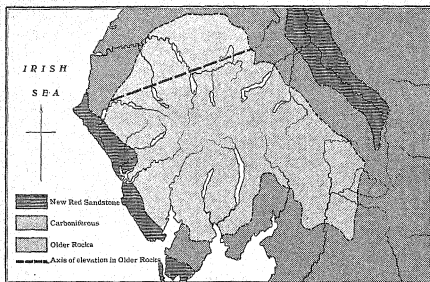 IRISH
SEA
New Red Sandstone
Carboniferous
Older Rocks
Axis of elevation in Older Rocks